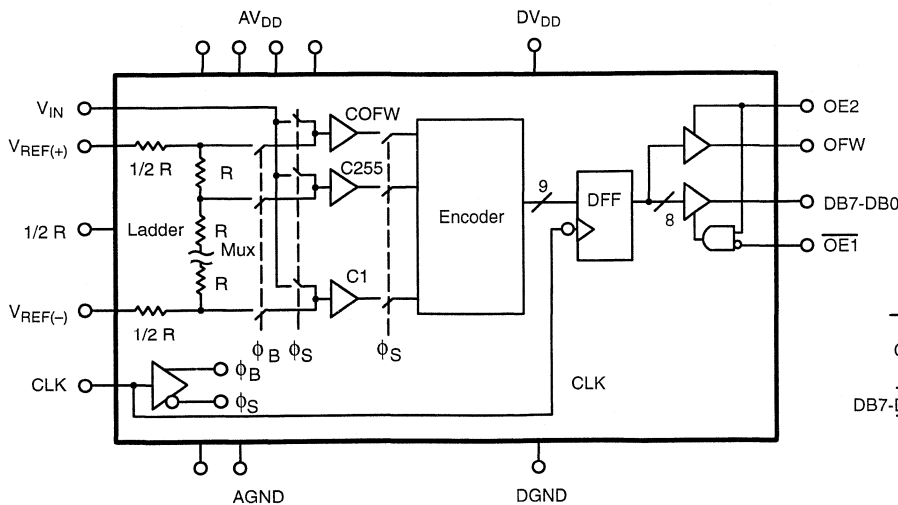 AVDD
DVDD
VIN
COFW
OE2
VREF(+)
OFW
1/2 R
R
C255
9
DFF
DB7-DB0
1/2 R
Ladder
R
Encoder
8
Mux
C1
OE1
R
VREF(–)
1/2 R
ϕB
ϕS
ϕS
ϕB
CLK
CLK
ϕS
DB7-
AGND
DGND